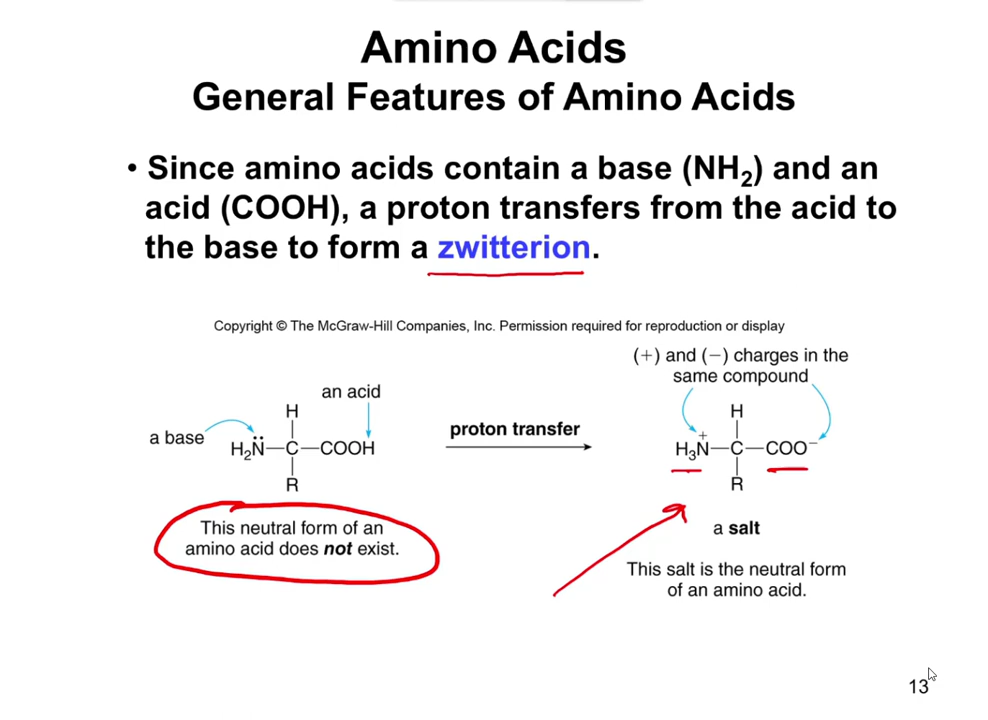 Amino Acids
General Features of Amino Acids
• Since amino acids contain a base (NH₂) and an
acid (COOH), a proton transfers from the acid to
the base to form a zwitterion.
Copyright © The McGraw-Hill Companies, Inc. Permission required for reproduction or display
an acid
a base
H
H₂N̈—C—COOH
R
This neutral form of an
amino acid does not exist.
proton transfer
(+) and (−) charges in the
same compound
H
H₃N⁺—C—COO⁻
R
a salt
This salt is the neutral form
of an amino acid.
13